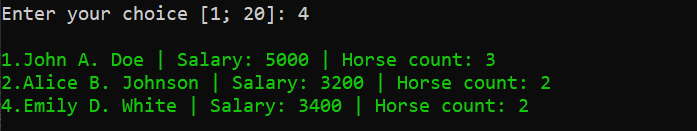 Enter your choice [1; 20]: 4
1.John A. Doe | Salary: 5000 | Horse count: 3
2.Alice B. Johnson | Salary: 3200 | Horse count: 2
4.Emily D. White | Salary: 3400 | Horse count: 2